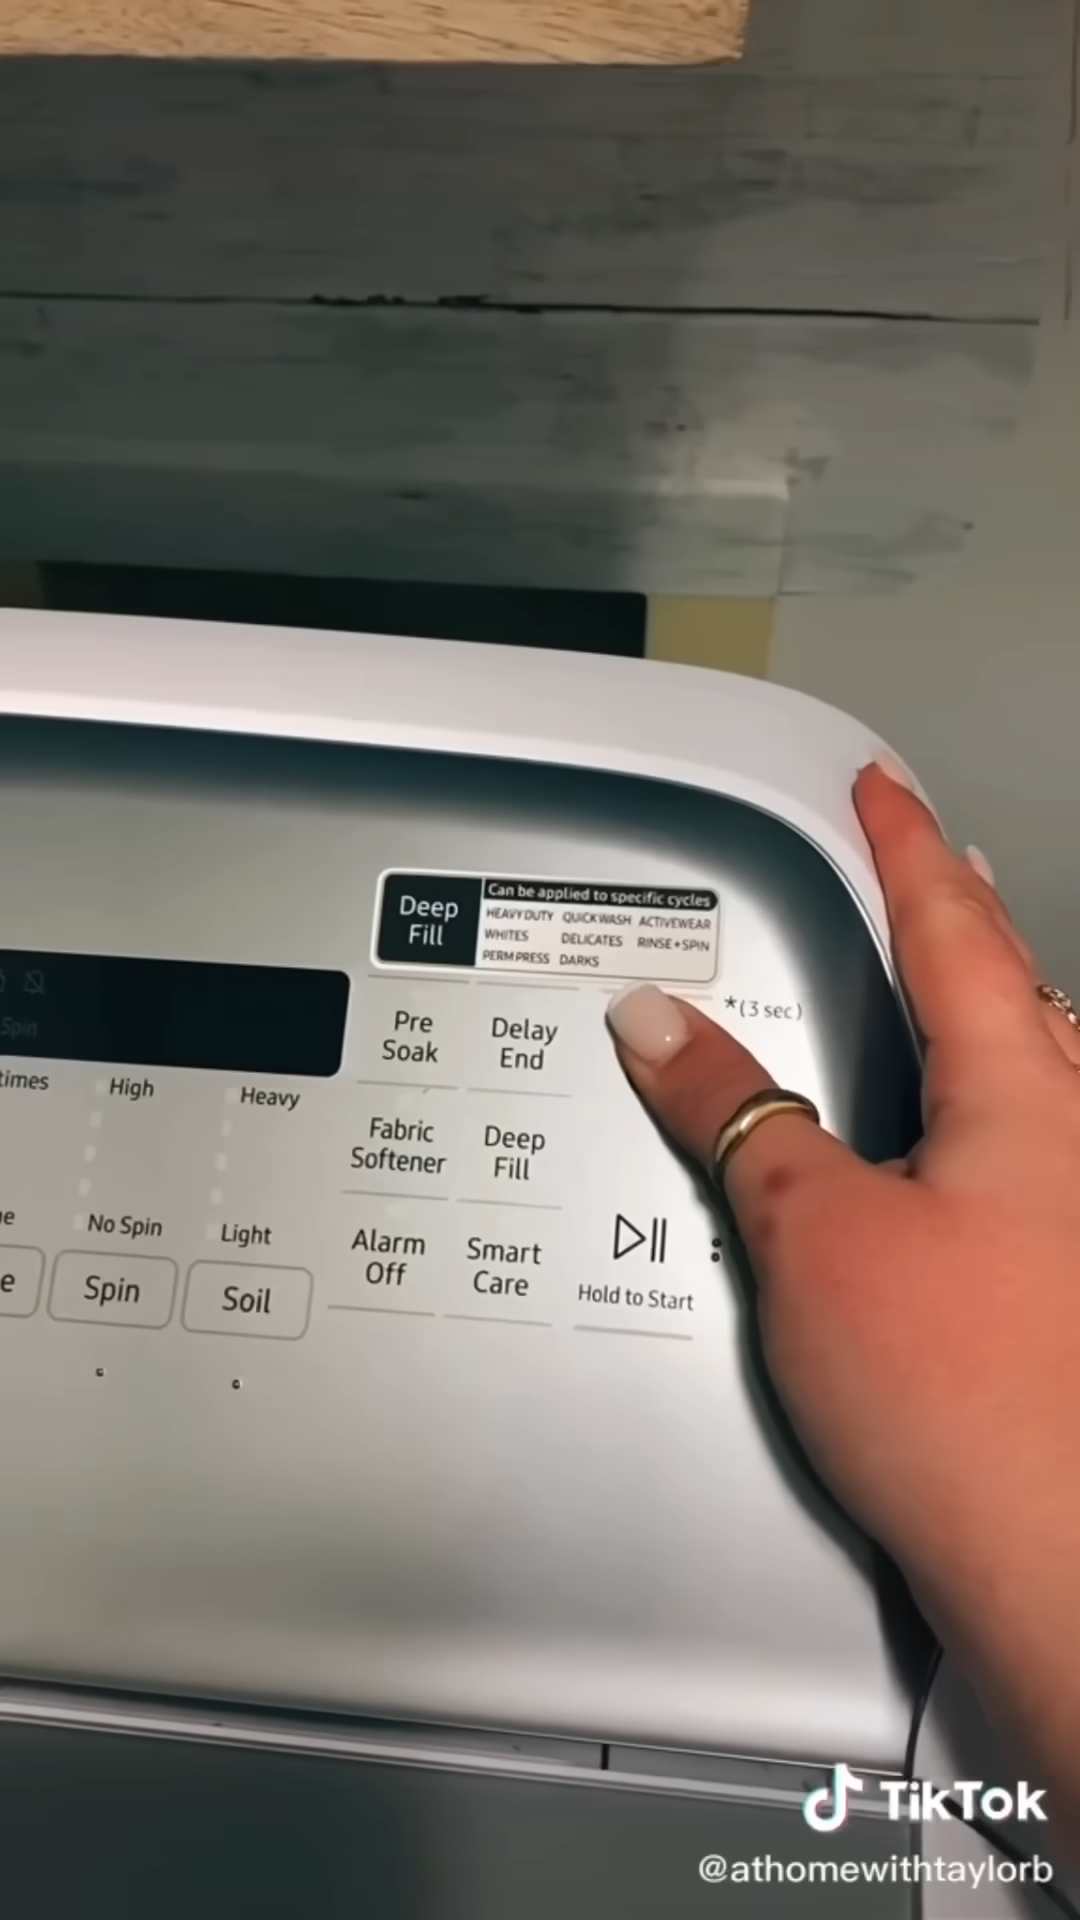 Deep
Fill
Can be applied to specific cycles
HEAVY DUTY QUICK WASH ACTIVEWEAR
WHITES DELICATES RINSE+SPIN
PERM PRESS DARKS
*(3 sec)
Spin
Pre
Soak
Delay
End
times
High
Heavy
Fabric
Softener
Deep
Fill
No Spin
Light
Alarm
Off
Smart
Care
Hold to Start
Spin
Soil
TikTok
@athomewithtaylorb